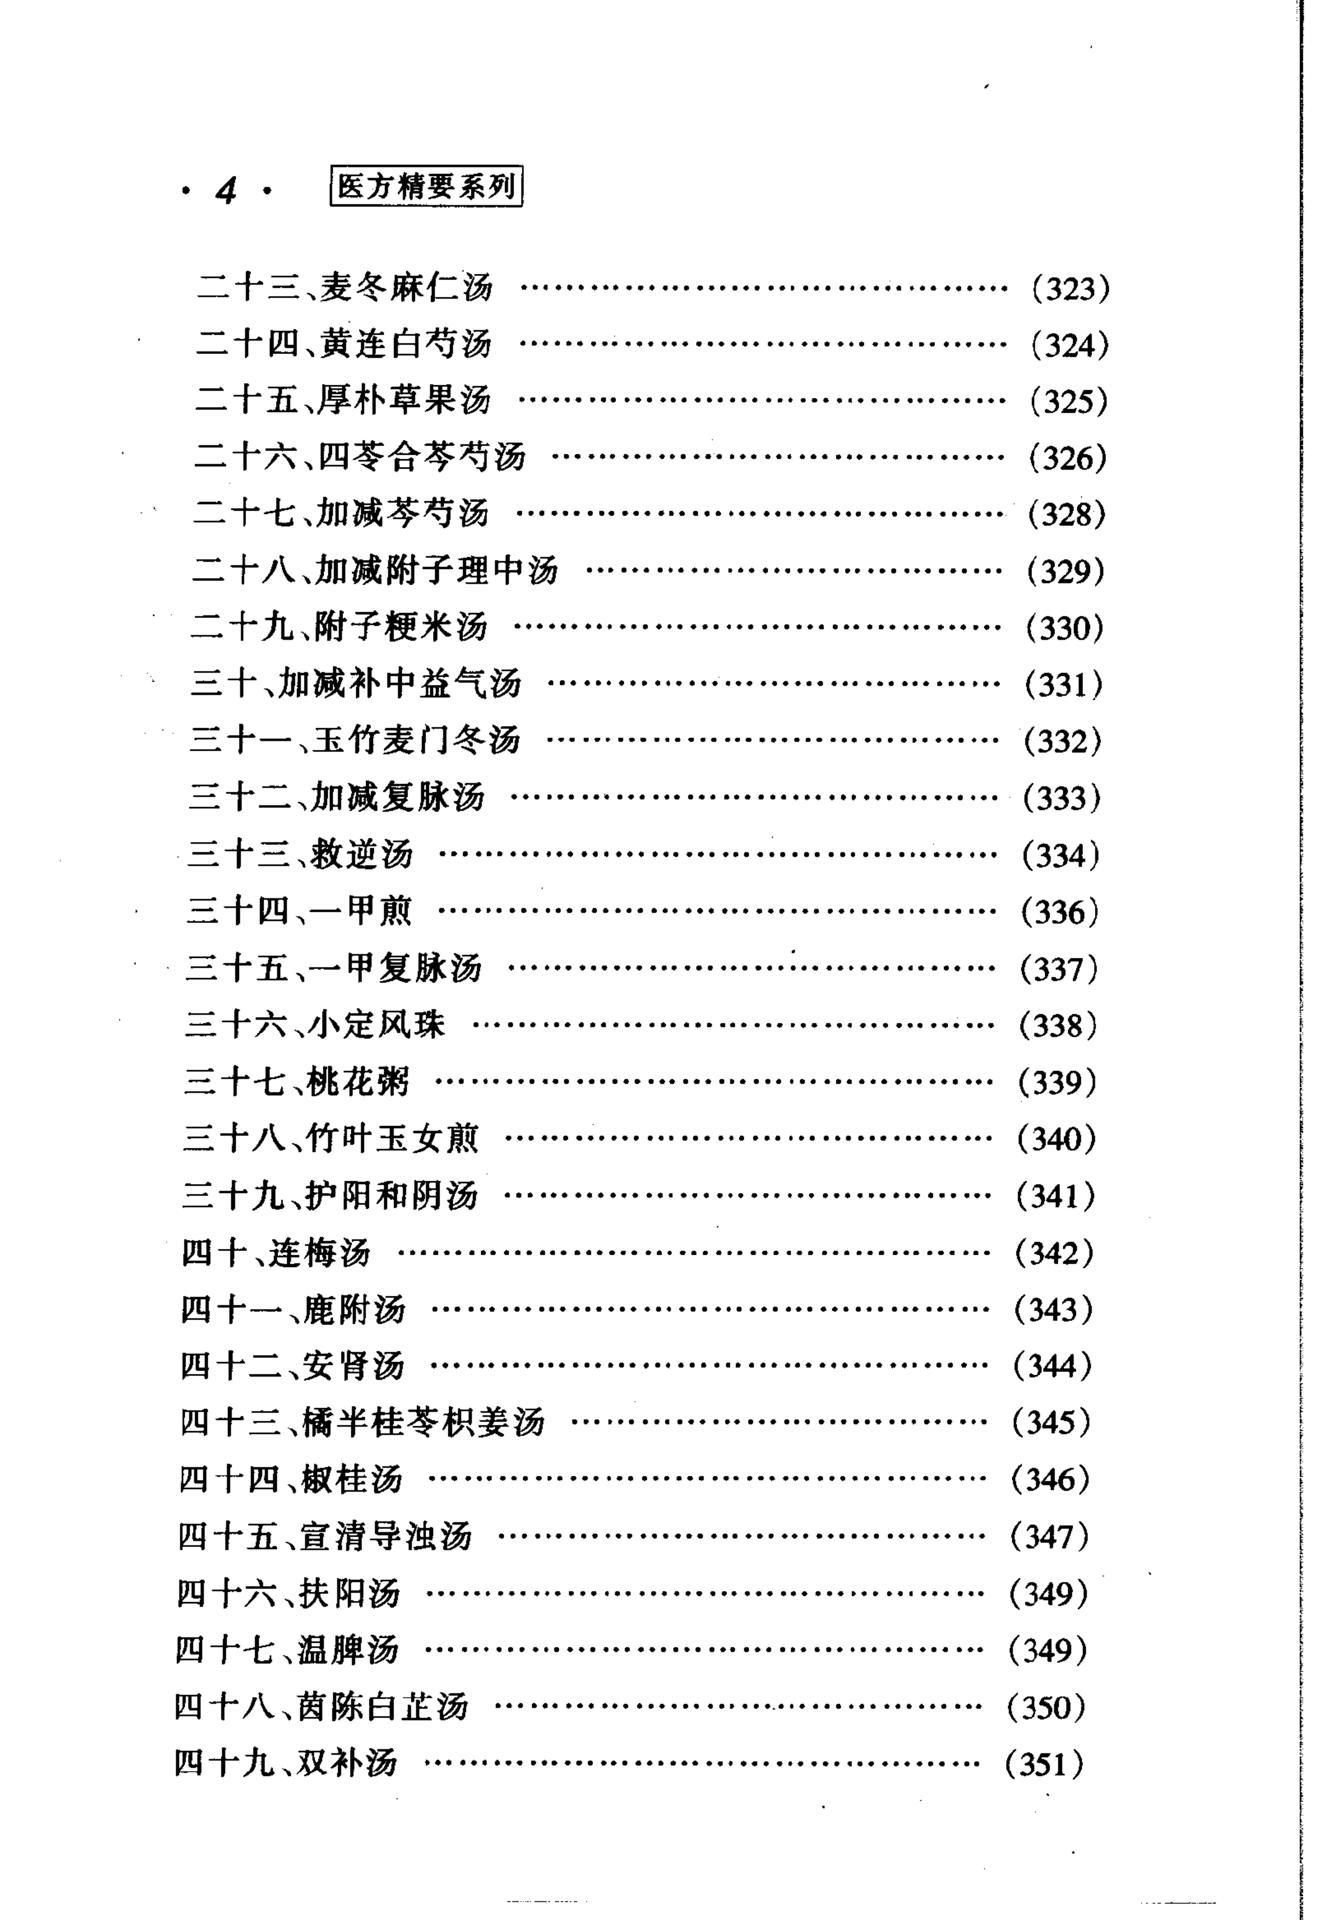 · 4 · 医方精要系列
二十三、麦冬麻仁汤 ………………………………… (323)
二十四、黄连白芍汤 ………………………………… (324)
二十五、厚朴草果汤 ………………………………… (325)
二十六、四苓合芩芍汤 ……………………………… (326)
二十七、加减芩芍汤 ………………………………… (328)
二十八、加减附子理中汤 …………………………… (329)
二十九、附子粳米汤 ………………………………… (330)
三十、加减补中益气汤 ……………………………… (331)
三十一、玉竹麦门冬汤 ……………………………… (332)
三十二、加减复脉汤 ………………………………… (333)
三十三、救逆汤 ……………………………………… (334)
三十四、一甲煎 ……………………………………… (336)
三十五、一甲复脉汤 ………………………………… (337)
三十六、小定风珠 …………………………………… (338)
三十七、桃花粥 ……………………………………… (339)
三十八、竹叶玉女煎 ………………………………… (340)
三十九、护阳和阴汤 ………………………………… (341)
四十、连梅汤 ………………………………………… (342)
四十一、鹿附汤 ……………………………………… (343)
四十二、安肾汤 ……………………………………… (344)
四十三、橘半桂苓枳姜汤 …………………………… (345)
四十四、椒桂汤 ……………………………………… (346)
四十五、宣清导浊汤 ………………………………… (347)
四十六、扶阳汤 ……………………………………… (349)
四十七、温脾汤 ……………………………………… (349)
四十八、茵陈白芷汤 ………………………………… (350)
四十九、双补汤 ……………………………………… (351)